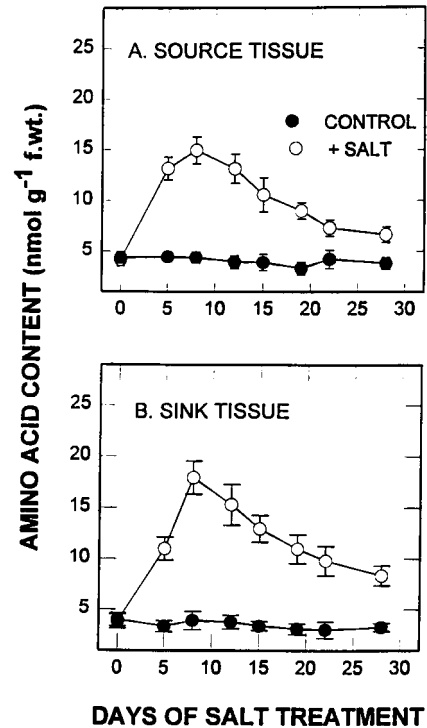 A. SOURCE TISSUE
CONTROL
+ SALT
25
20
15
10
5
0 5 10 15 20 25 30
B. SINK TISSUE
25
20
15
10
5
0 5 10 15 20 25 30
AMINO ACID CONTENT (nmol g⁻¹ f.wt.)
DAYS OF SALT TREATMENT